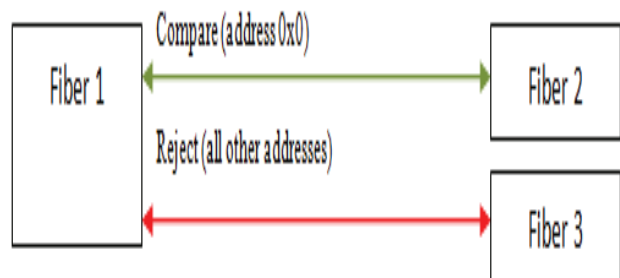 Compare (address 0x0)
Fiber 1
Fiber 2
Reject (all other addresses)
Fiber 3